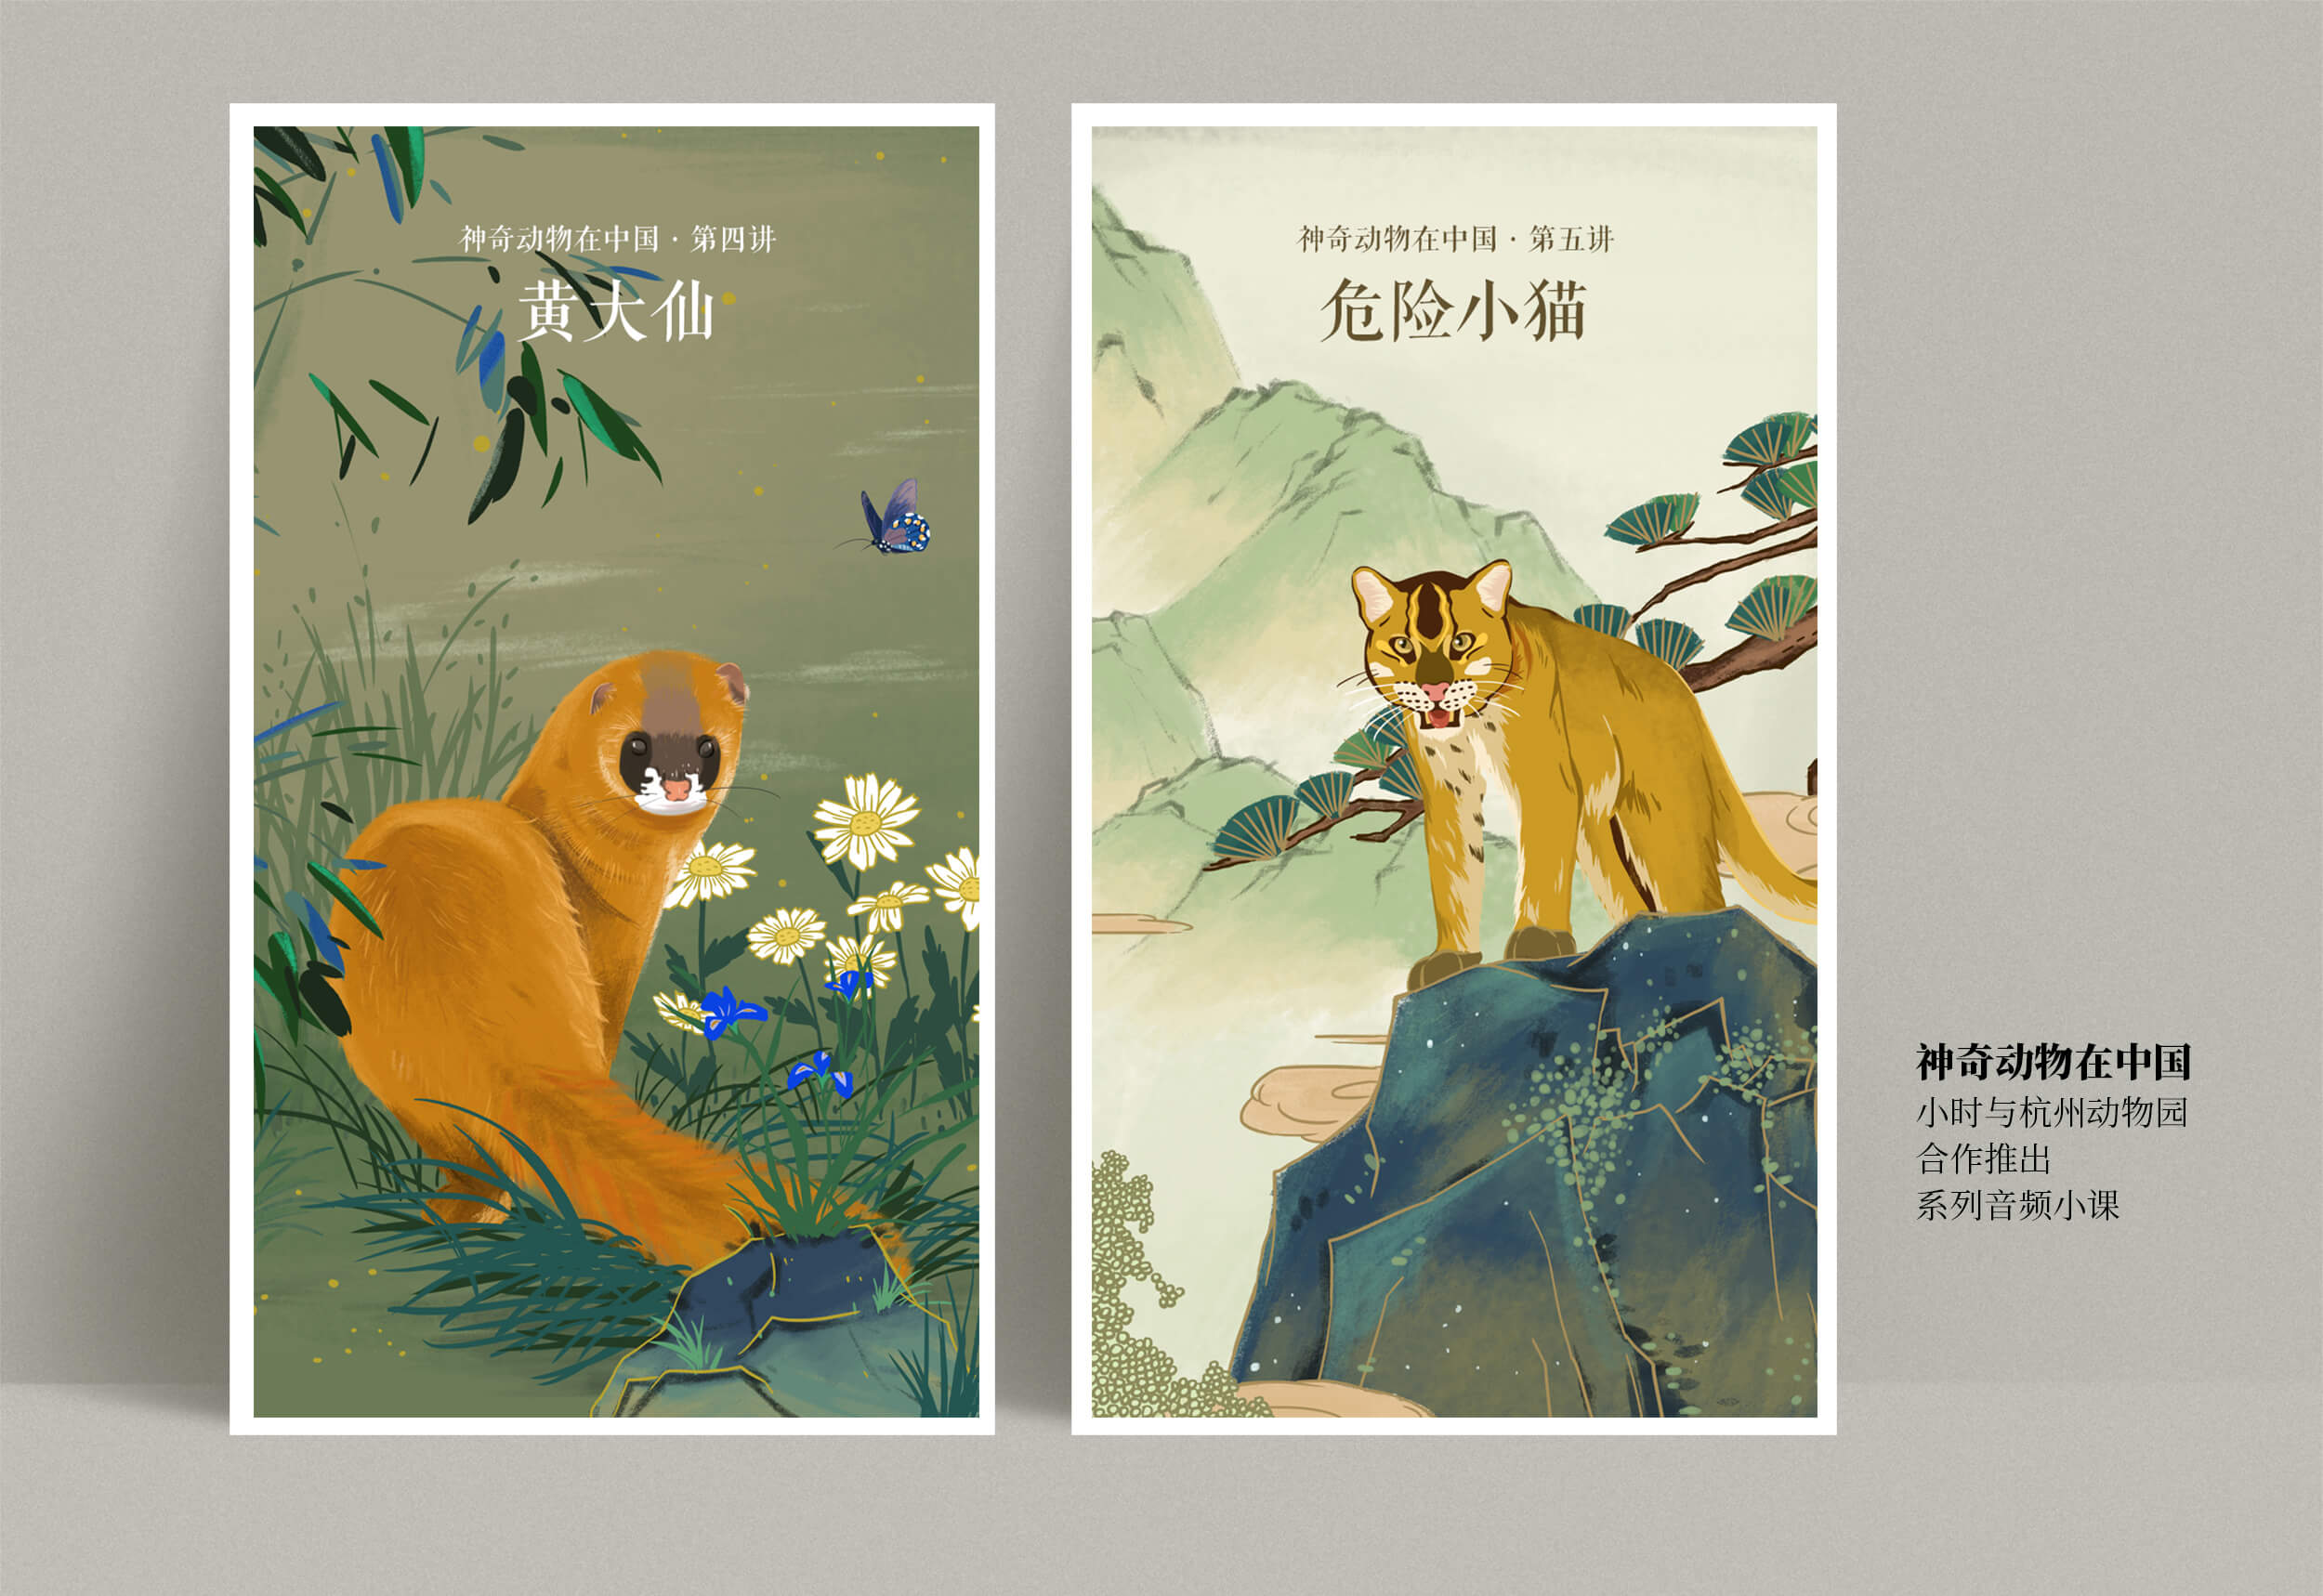 神奇动物在中国·第四讲
黄大仙
神奇动物在中国·第五讲
危险小猫
神奇动物在中国
小时与杭州动物园
合作推出
系列音频小课